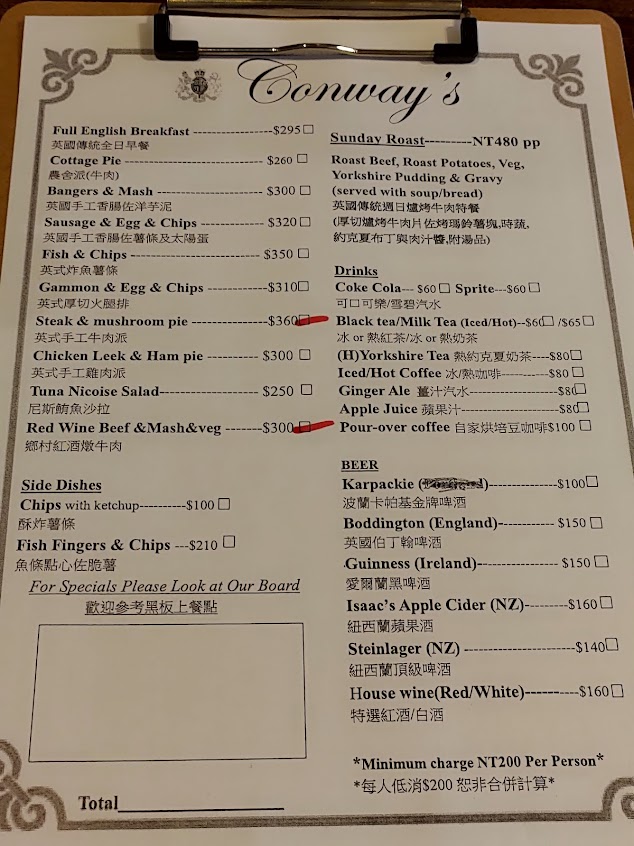 Conway's
Full English Breakfast -----------------$295
英國傳統全日早餐
Cottage Pie ------------------------------ $260
農舍派(牛肉)
Bangers & Mash ------------------------ $300
英國手工香腸佐洋芋泥
Sausage & Egg & Chips --------------- $320
英國手工香腸佐薯條及太陽蛋
Fish & Chips ----------------------------- $350
英式炸魚薯條
Gammon & Egg & Chips --------------$310
英式厚切火腿排
Steak & mushroom pie -----------------$360
英式手工牛肉派
Chicken Leek & Ham pie ------------- $300
英式手工雞肉派
Tuna Nicoise Salad--------------------- $250
尼斯鮪魚沙拉
Red Wine Beef &Mash&veg -------$300
鄉村紅酒燉牛肉
Side Dishes
Chips with ketchup----------$100
酥炸薯條
Fish Fingers & Chips ---$210
魚條點心佐脆薯
For Specials Please Look at Our Board
歡迎參考黑板上餐點
Total
Sunday Roast----------NT480 pp
Roast Beef, Roast Potatoes, Veg,
Yorkshire Pudding & Gravy
(served with soup/bread)
英國傳統週日爐烤牛肉特餐
(厚切爐烤牛肉片佐烤瑪鈴薯塊,時蔬,
約克夏布丁與肉汁醬,附湯品)
Drinks
Coke Cola--- $60 Sprite---$60
可口可樂/雪碧汽水
Black tea/Milk Tea (Iced/Hot)--$60 /$65
冰 or 熱紅茶/冰 or 熱奶茶
(H)Yorkshire Tea 熱約克夏奶茶----$80
Iced/Hot Coffee 冰/熱咖啡-----------$80
Ginger Ale 薑汁汽水-----------------$80
Apple Juice 蘋果汁-------------------$80
Pour-over coffee 自家烘培豆咖啡$100
BEER
Karpackie ( )----------------$100
波蘭卡帕基金牌啤酒
Boddington (England)------------- $150
英國伯丁翰啤酒
Guinness (Ireland)------------------ $150
愛爾蘭黑啤酒
Isaac's Apple Cider (NZ)---------$160
紐西蘭蘋果酒
Steinlager (NZ) -----------------------$140
紐西蘭頂級啤酒
House wine(Red/White)-----------$160
特選紅酒/白酒
*Minimum charge NT200 Per Person*
*每人低消$200 恕非合併計算*